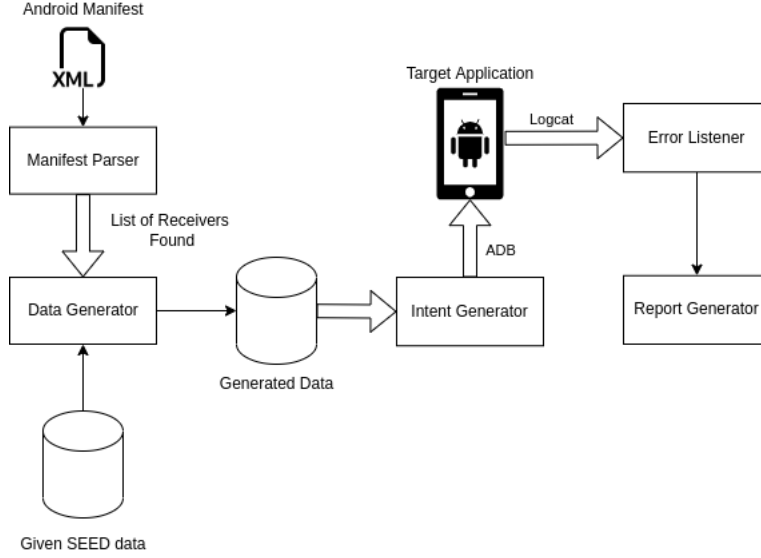 Android Manifest
XML
Manifest Parser
List of Receivers
Found
Data Generator
Given SEED data
Generated Data
Intent Generator
ADB
Target Application
Logcat
Error Listener
Report Generator